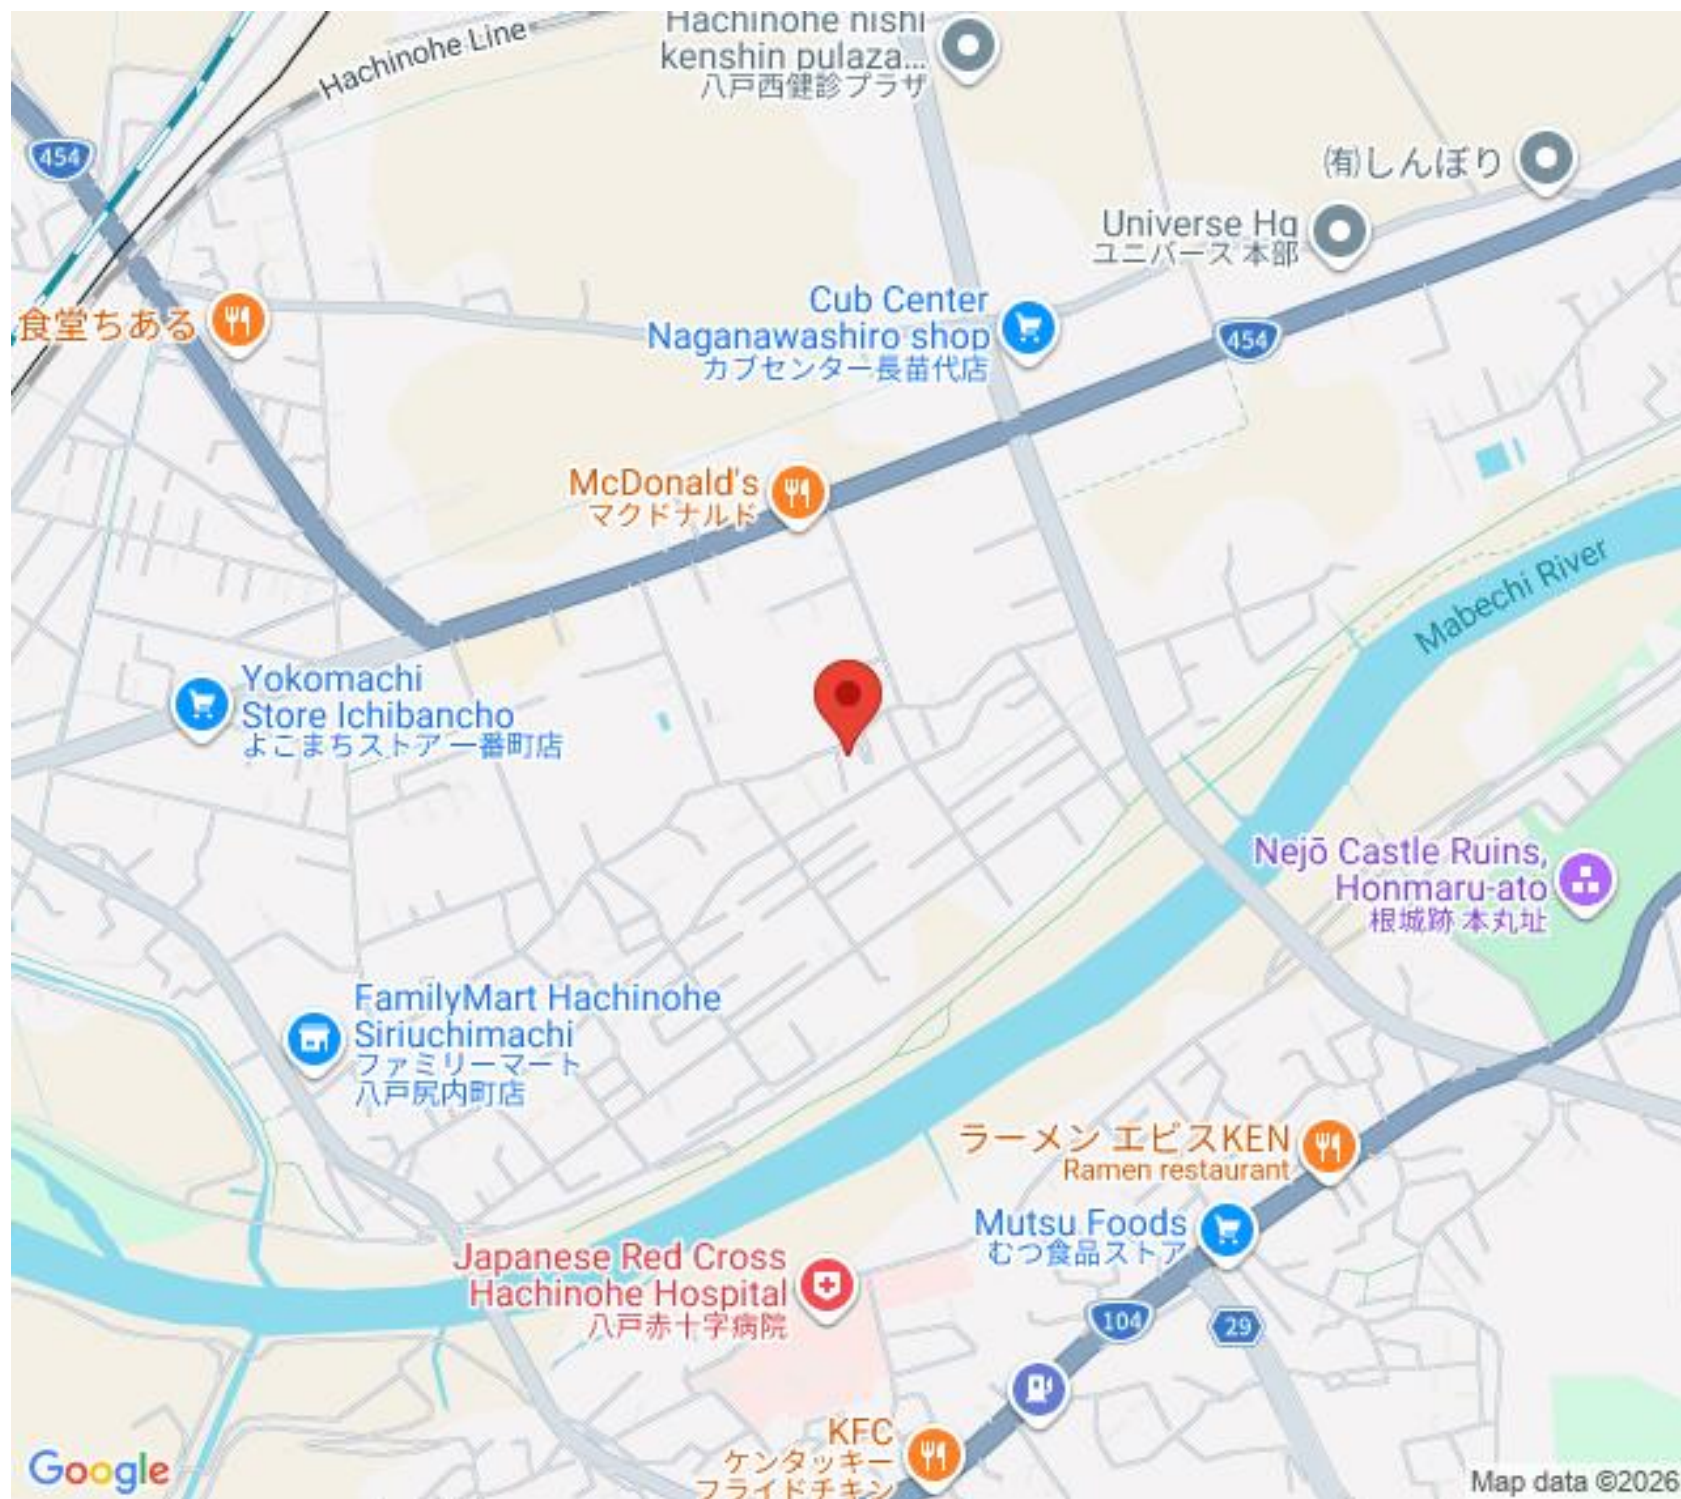 Hachinohe nishi
kenshin pulaza...
八戸西健診プラザ
Hachinohe Line
454
㈲しんぼり
Universe Hq
ユニバース 本部
食堂ちある
Cub Center
Naganawashiro shop
カブセンター長苗代店
454
McDonald's
マクドナルド
Mabechi River
Yokomachi
Store Ichibancho
よこまちストア 一番町店
Nejō Castle Ruins,
Honmaru-ato
根城跡 本丸址
FamilyMart Hachinohe
Siriuchimachi
ファミリーマート
八戸尻内町店
ラーメン エビスKEN
Ramen restaurant
Mutsu Foods
むつ食品ストア
Japanese Red Cross
Hachinohe Hospital
八戸赤十字病院
104
29
KFC
ケンタッキー
フライドチキン
Google
Map data ©2026